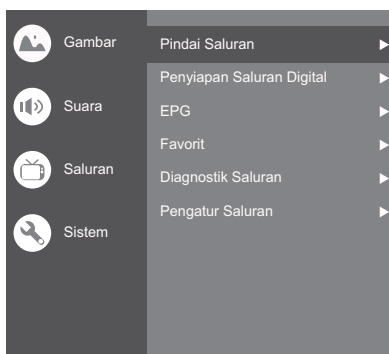 Gambar
Suara
Saluran
Sistem
Pindai Saluran
Penyiapan Saluran Digital
EPG
Favorit
Diagnostik Saluran
Pengatur Saluran